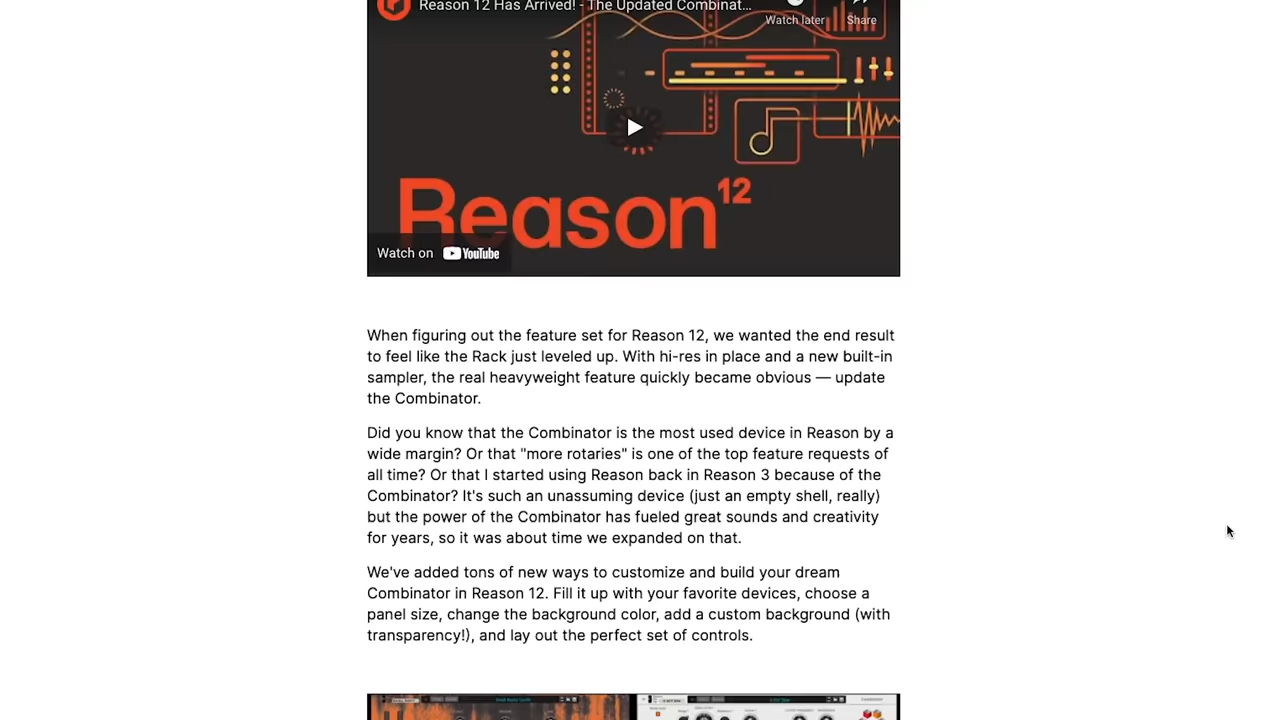 Reason 12 Has Arrived! - The Updated Combinat...
Watch later
Share
Reason 12
Watch on YouTube
When figuring out the feature set for Reason 12, we wanted the end result
to feel like the Rack just leveled up. With hi-res in place and a new built-in
sampler, the real heavyweight feature quickly became obvious — update
the Combinator.
Did you know that the Combinator is the most used device in Reason by a
wide margin? Or that "more rotaries" is one of the top feature requests of
all time? Or that I started using Reason back in Reason 3 because of the
Combinator? It's such an unassuming device (just an empty shell, really)
but the power of the Combinator has fueled great sounds and creativity
for years, so it was about time we expanded on that.
We've added tons of new ways to customize and build your dream
Combinator in Reason 12. Fill it up with your favorite devices, choose a
panel size, change the background color, add a custom background (with
transparency!), and lay out the perfect set of controls.